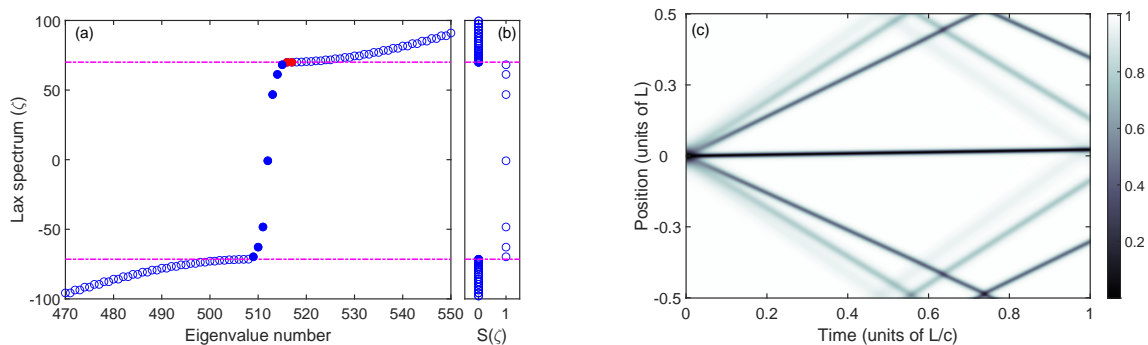 (a)
100
50
0
-50
-100
Lax spectrum (ζ)
470 480 490 500 510 520 530 540 550
Eigenvalue number
(b)
0 1
S(ζ)
(c)
0.5
0.3
0
-0.3
-0.5
Position (units of L)
0 0.2 0.4 0.6 0.8 1
Time (units of L/c)
1
0.8
0.6
0.4
0.2